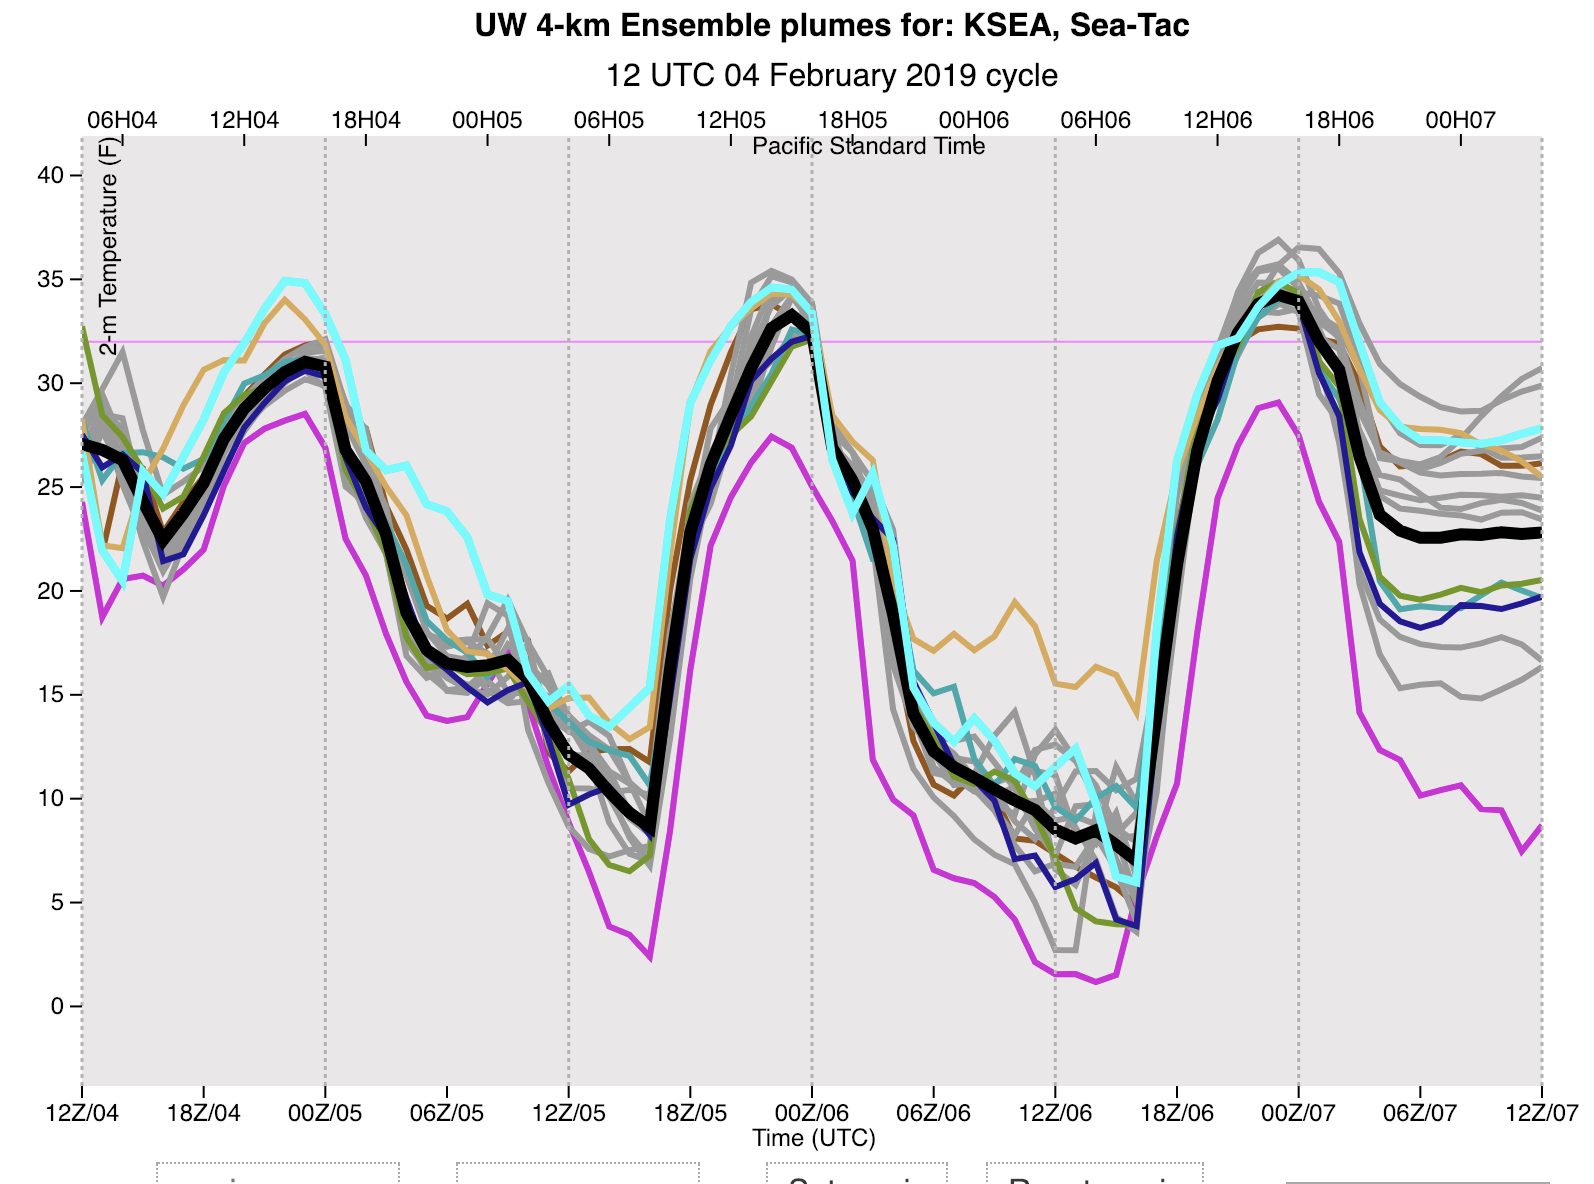 UW 4-km Ensemble plumes for: KSEA, Sea-Tac
12 UTC 04 February 2019 cycle
06H04 12H04 18H04 00H05 06H05 12H05 18H05 00H06 06H06 12H06 18H06 00H07
Pacific Standard Time
2-m Temperature (F)
40
35
30
25
20
15
10
5
0
12Z/04 18Z/04 00Z/05 06Z/05 12Z/05 18Z/05 00Z/06 06Z/06 12Z/06 18Z/06 00Z/07 06Z/07 12Z/07
Time (UTC)